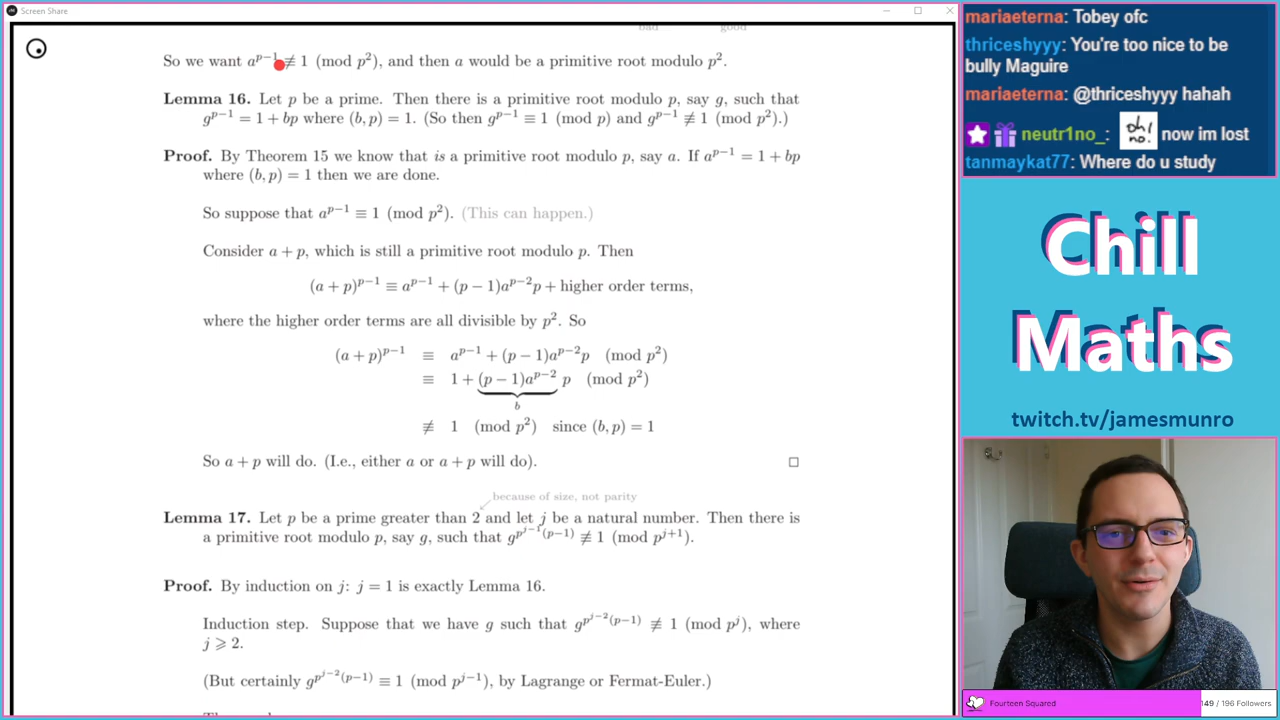 Screen Share
bad good
So we want a^{p−1} ≢ 1 (mod p²), and then a would be a primitive root modulo p².
Lemma 16. Let p be a prime. Then there is a primitive root modulo p, say g, such that
g^{p−1} = 1 + bp where (b, p) = 1. (So then g^{p−1} ≡ 1 (mod p) and g^{p−1} ≢ 1 (mod p²).)
Proof. By Theorem 15 we know that is a primitive root modulo p, say a. If a^{p−1} = 1 + bp
where (b, p) = 1 then we are done.
So suppose that a^{p−1} ≡ 1 (mod p²). (This can happen.)
Consider a + p, which is still a primitive root modulo p. Then
(a + p)^{p−1} ≡ a^{p−1} + (p − 1)a^{p−2}p + higher order terms,
where the higher order terms are all divisible by p². So
(a + p)^{p−1} ≡ a^{p−1} + (p − 1)a^{p−2}p (mod p²)
≡ 1 + (p − 1)a^{p−2} p (mod p²)
b
≢ 1 (mod p²) since (b, p) = 1
So a + p will do. (I.e., either a or a + p will do). □
because of size, not parity
Lemma 17. Let p be a prime greater than 2 and let j be a natural number. Then there is
a primitive root modulo p, say g, such that g^{p^{j−1}(p−1)} ≢ 1 (mod p^{j+1}).
Proof. By induction on j: j = 1 is exactly Lemma 16.
Induction step. Suppose that we have g such that g^{p^{j−2}(p−1)} ≢ 1 (mod p^j), where
j ⩾ 2.
(But certainly g^{p^{j−2}(p−1)} ≡ 1 (mod p^{j−1}), by Lagrange or Fermat-Euler.)
mariaeterna: Tobey ofc
thriceshyyy: You're too nice to be
bully Maguire
mariaeterna: @thriceshyyy hahah
neutr1no_: oh! no. now im lost
tanmaykat77: Where do u study
Chill
Maths
twitch.tv/jamesmunro
Fourteen Squared 149 / 196 Followers